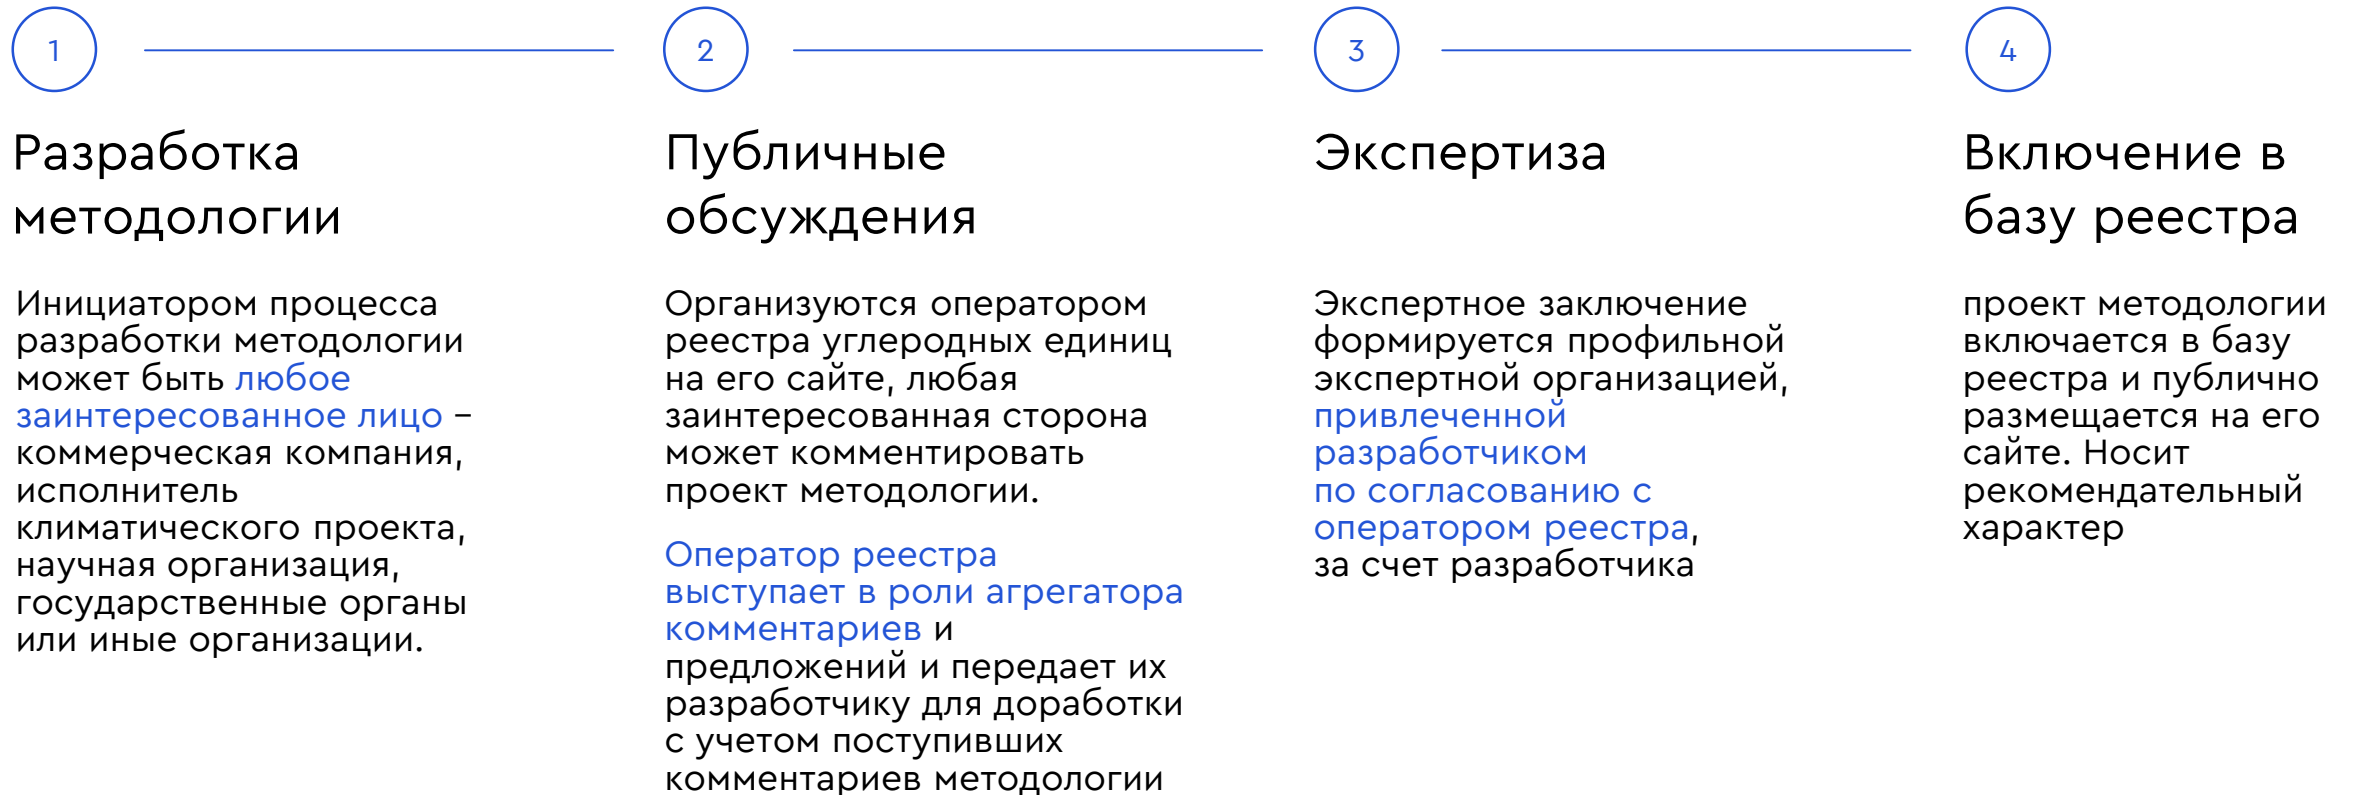 1
Разработка
методологии
Инициатором процесса
разработки методологии
может быть любое
заинтересованное лицо –
коммерческая компания,
исполнитель
климатического проекта,
научная организация,
государственные органы
или иные организации.
2
Публичные
обсуждения
Организуются оператором
реестра углеродных единиц
на его сайте, любая
заинтересованная сторона
может комментировать
проект методологии.
Оператор реестра
выступает в роли агрегатора
комментариев и
предложений и передает их
разработчику для доработки
с учетом поступивших
комментариев методологии
3
Экспертиза
Экспертное заключение
формируется профильной
экспертной организацией,
привлеченной
разработчиком
по согласованию с
оператором реестра,
за счет разработчика
4
Включение в
базу реестра
проект методологии
включается в базу
реестра и публично
размещается на его
сайте. Носит
рекомендательный
характер